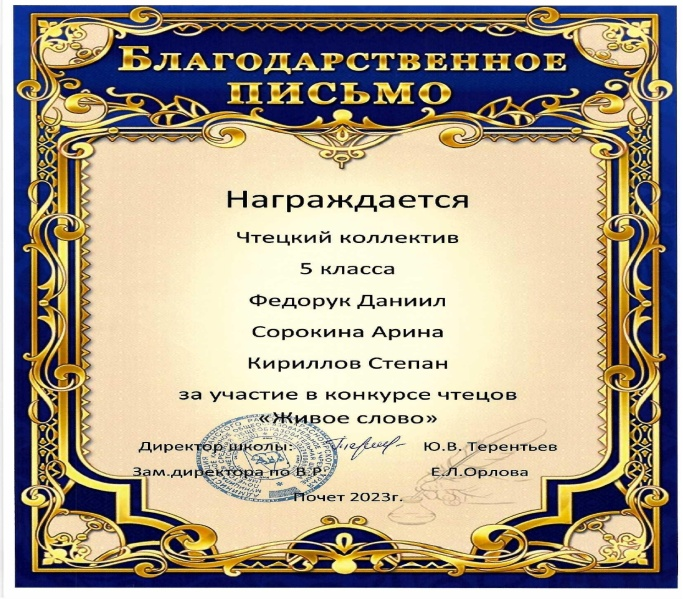 БЛАГОДАРСТВЕННОЕ
ПИСЬМО
Награждается
Чтецкий коллектив
5 класса
Федорук Даниил
Сорокина Арина
Кириллов Степан
за участие в конкурсе чтецов
«Живое слово»
Директор школы: Ю.В. Терентьев
Зам.директора по В.Р. Е.Л.Орлова
Почет 2023г.